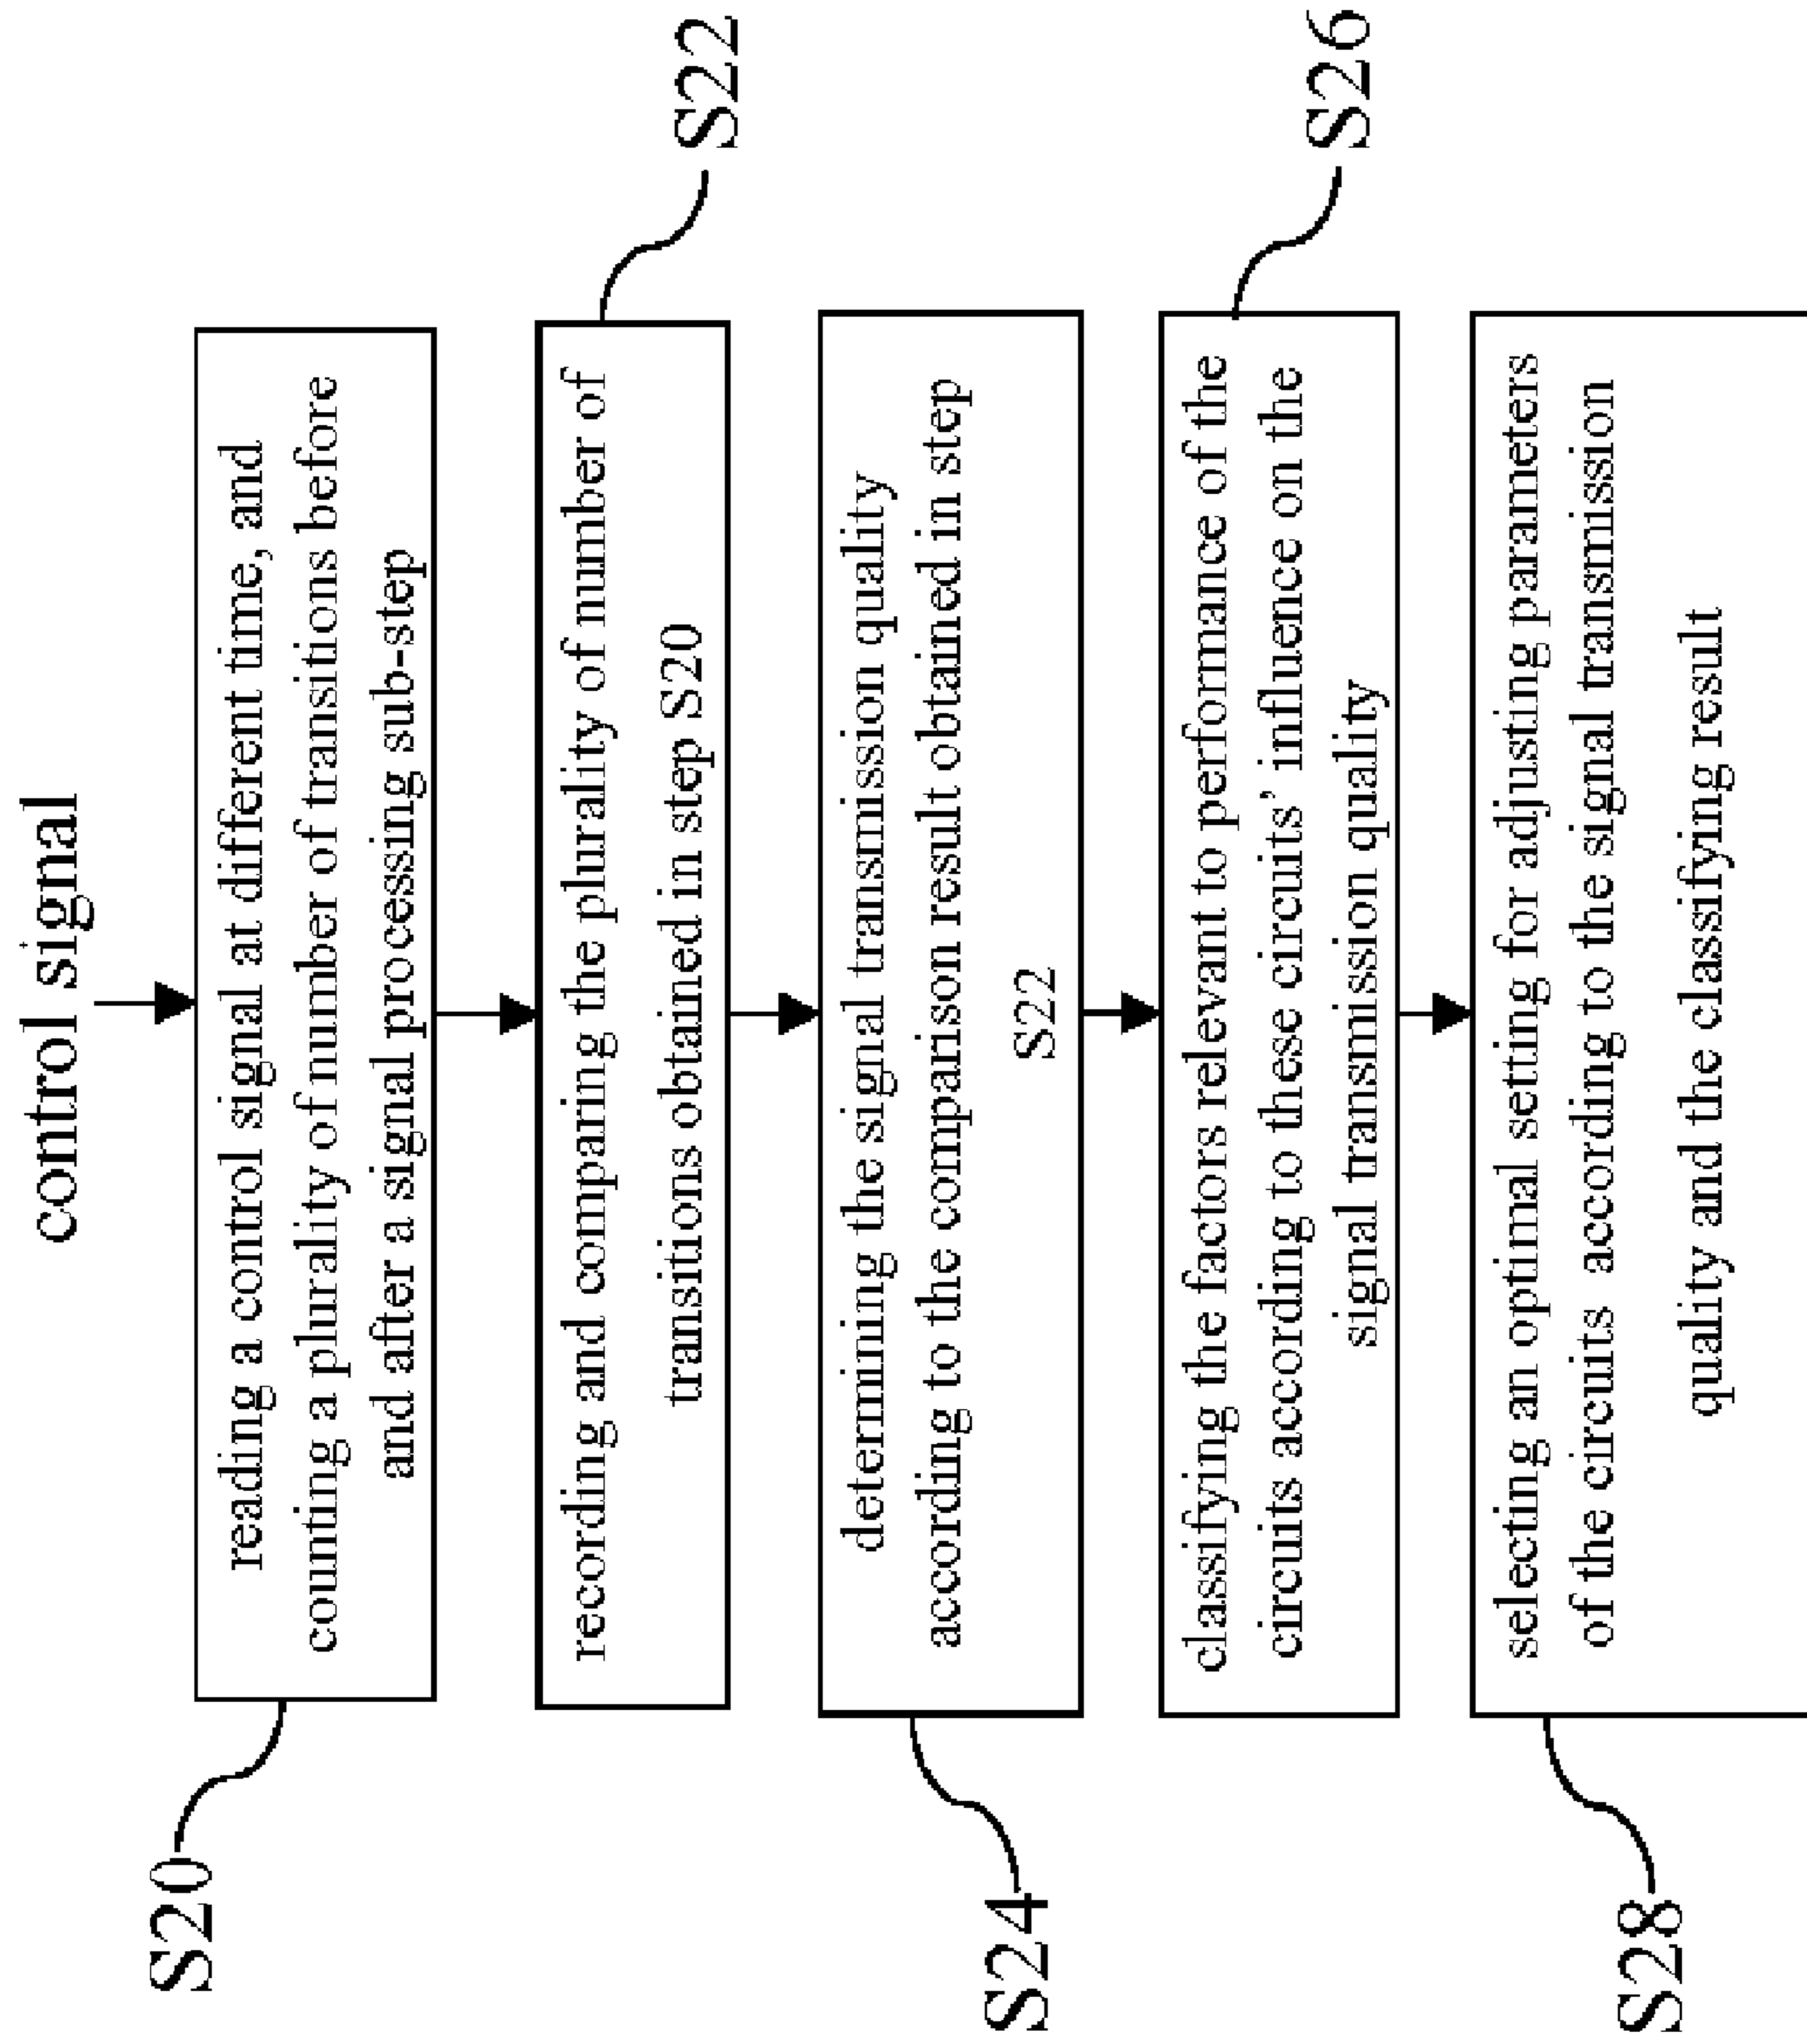 control signal
reading a control signal at different time, and
counting a plurality of number of transitions before
and after a signal processing sub-step
S20
recording and comparing the plurality of number of
transitions obtained in step S20
S22
determining the signal transmission quality
according to the comparison result obtained in step
S22
S24
classifying the factors relevant to performance of the
circuits according to these circuits’ influence on the
signal transmission quality
S26
selecting an optimal setting for adjusting parameters
of the circuits according to the signal transmission
quality and the classifying result
S28